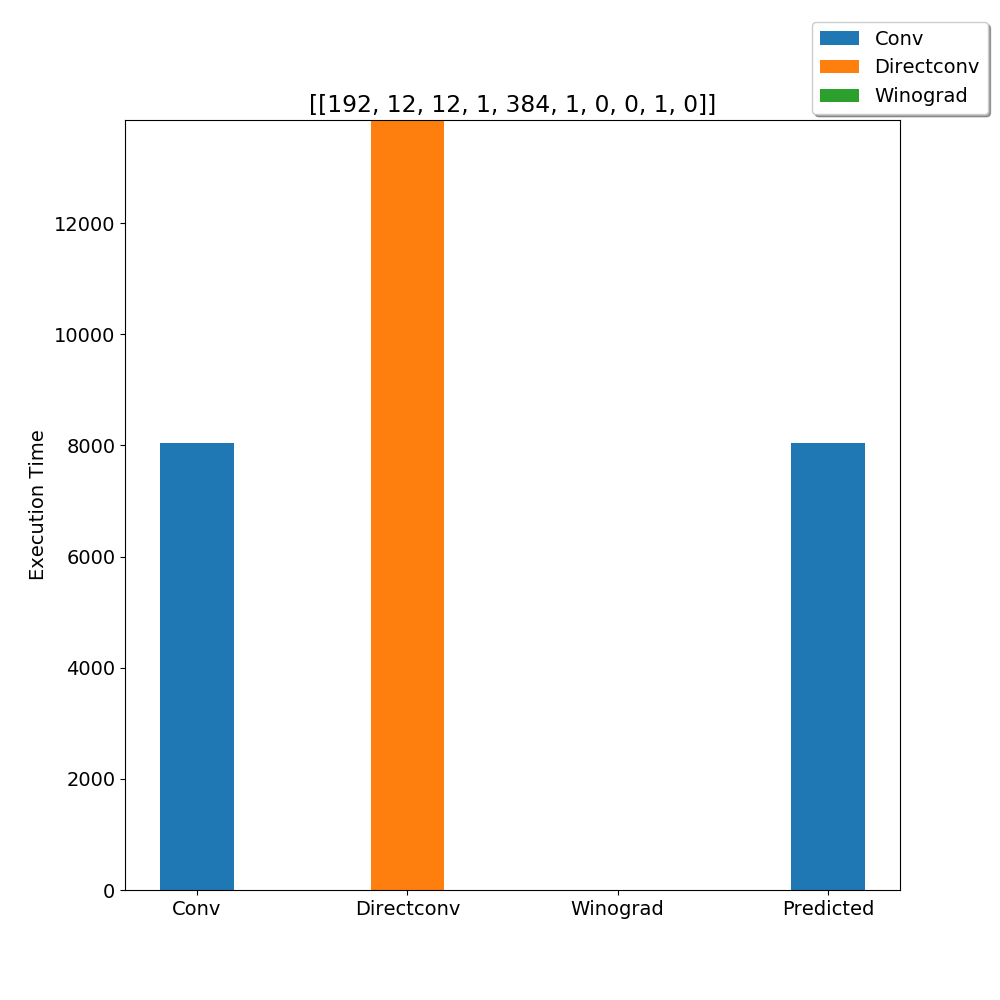 Conv
Directconv
Winograd
[[192, 12, 12, 1, 384, 1, 0, 0, 1, 0]]
Execution Time
12000
10000
8000
6000
4000
2000
0
Conv Directconv Winograd Predicted